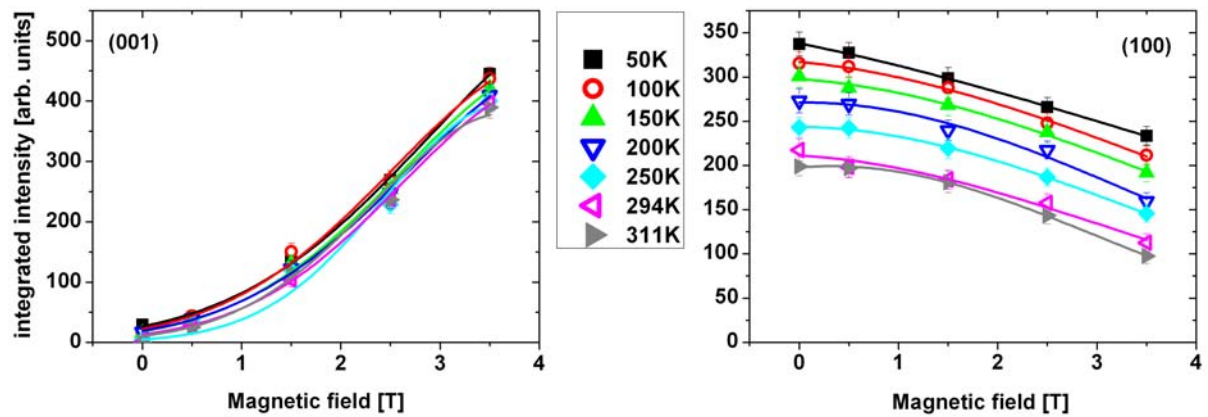 (001)
integrated intensity [arb. units]
500
400
300
200
100
0
0 1 2 3 4
Magnetic field [T]
50K
100K
150K
200K
250K
294K
311K
(100)
350
300
250
200
150
100
50
0
0 1 2 3 4
Magnetic field [T]